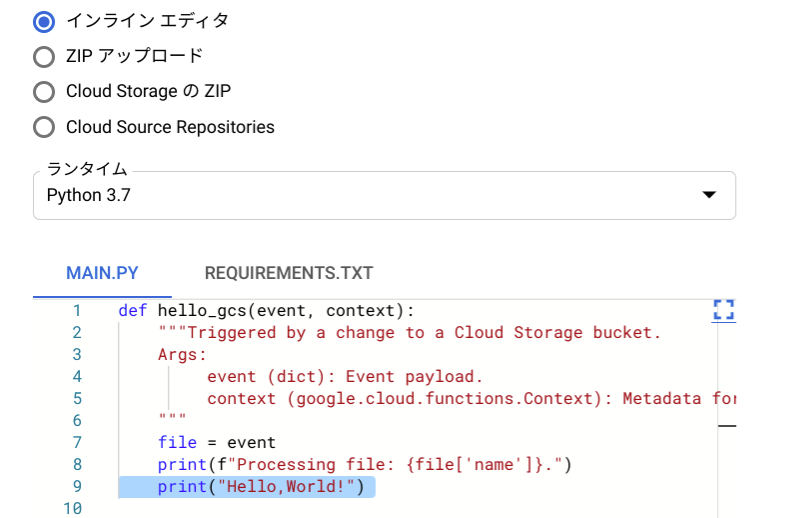 インライン エディタ
ZIP アップロード
Cloud Storage の ZIP
Cloud Source Repositories
ランタイム
Python 3.7
MAIN.PY REQUIREMENTS.TXT
1 def hello_gcs(event, context):
2 """Triggered by a change to a Cloud Storage bucket.
3 Args:
4 event (dict): Event payload.
5 context (google.cloud.functions.Context): Metadata for
6 """
7 file = event
8 print(f"Processing file: {file['name']}.")
9 print("Hello,World!")
10